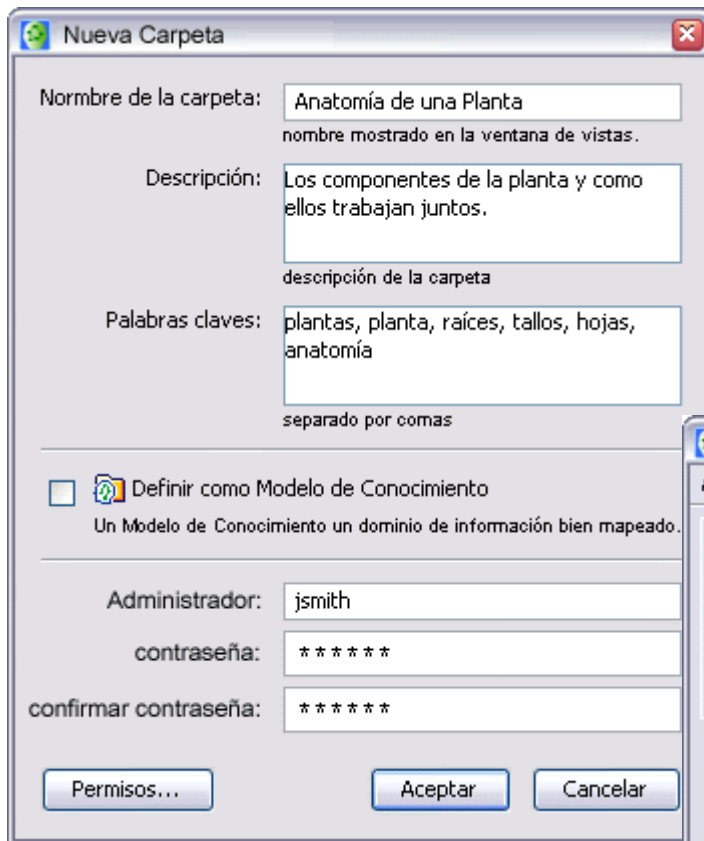 Nueva Carpeta
Normbre de la carpeta:
Anatomía de una Planta
nombre mostrado en la ventana de vistas.
Descripción:
Los componentes de la planta y como
ellos trabajan juntos.
descripción de la carpeta
Palabras claves:
plantas, planta, raíces, tallos, hojas,
anatomía
separado por comas
Definir como Modelo de Conocimiento
Un Modelo de Conocimiento un dominio de información bien mapeado.
Administrador:
jsmith
contraseña:
******
confirmar contraseña:
******
Permisos...
Aceptar
Cancelar